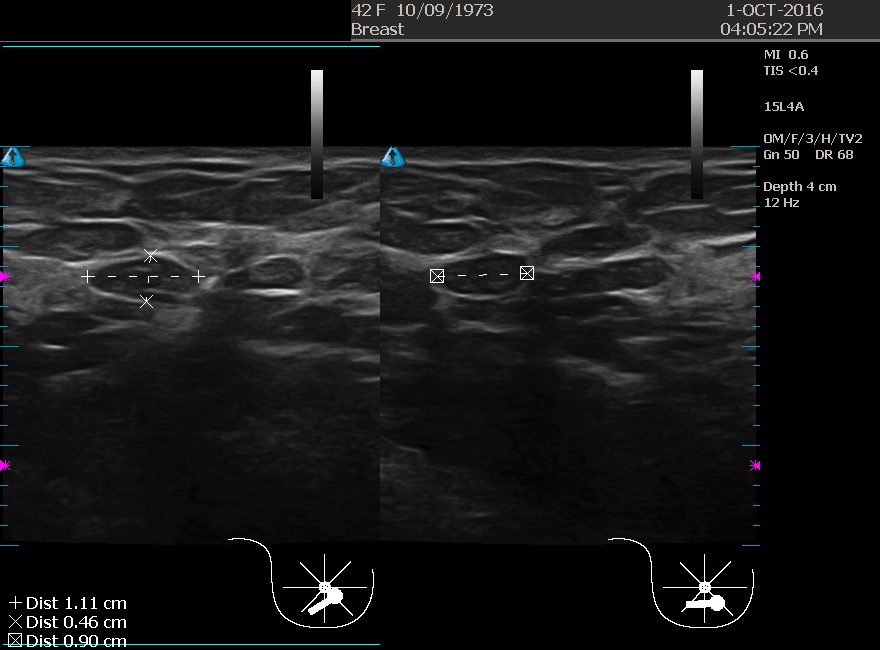 42 F 10/09/1973 1-OCT-2016
Breast 04:05:22 PM
MI 0.6
TIS <0.4
15L4A
OM/F/3/H/TV2
Gn 50 DR 68
Depth 4 cm
12 Hz
Dist 1.11 cm
Dist 0.46 cm
Dist 0.90 cm